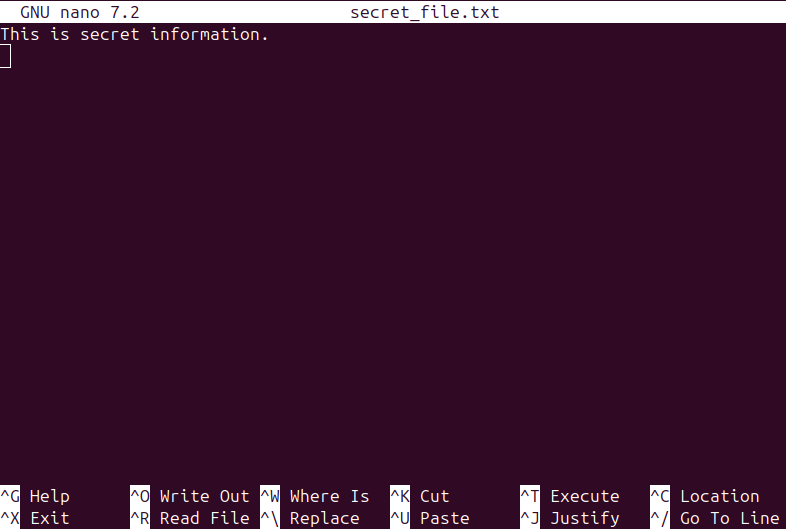 GNU nano 7.2 secret_file.txt
This is secret information.
^G Help ^O Write Out ^W Where Is ^K Cut ^T Execute ^C Location
^X Exit ^R Read File ^\ Replace ^U Paste ^J Justify ^/ Go To Line